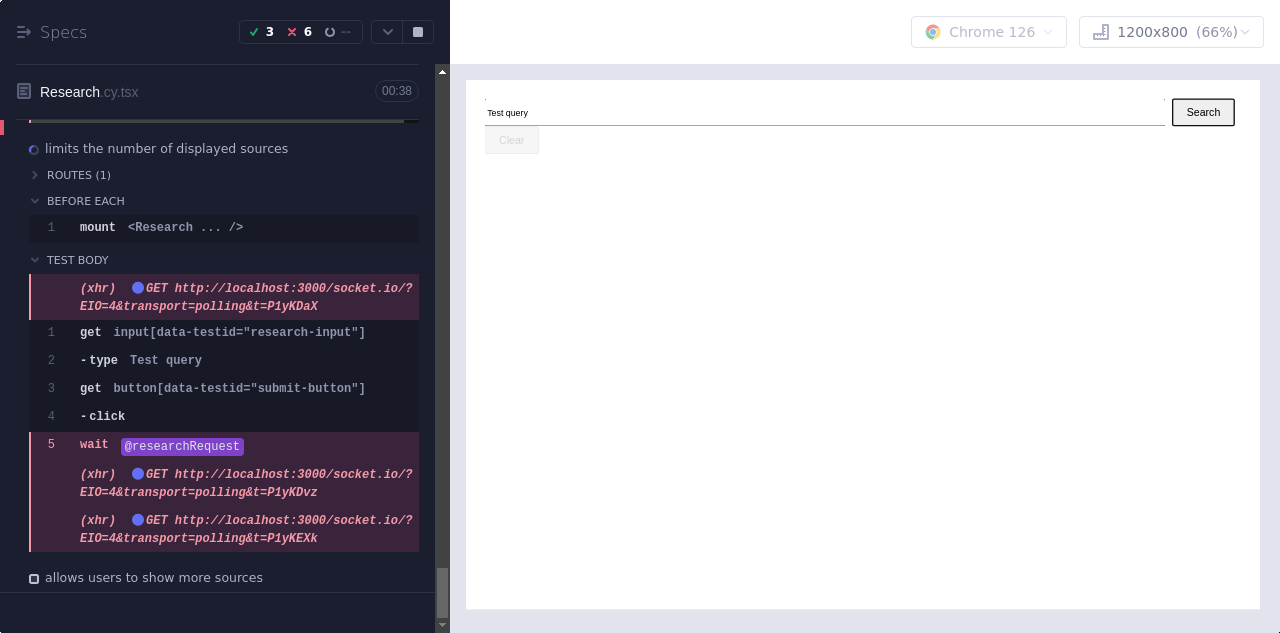 Specs
3 6 --
Chrome 126
1200x800 (66%)
Research.cy.tsx
00:38
limits the number of displayed sources
ROUTES (1)
BEFORE EACH
1 mount <Research ... />
TEST BODY
(xhr) GET http://localhost:3000/socket.io/?
EIO=4&transport=polling&t=P1yKDaX
1 get input[data-testid="research-input"]
2 -type Test query
3 get button[data-testid="submit-button"]
4 -click
5 wait @researchRequest
(xhr) GET http://localhost:3000/socket.io/?
EIO=4&transport=polling&t=P1yKDvz
(xhr) GET http://localhost:3000/socket.io/?
EIO=4&transport=polling&t=P1yKEXk
allows users to show more sources
Test query
Search
Clear